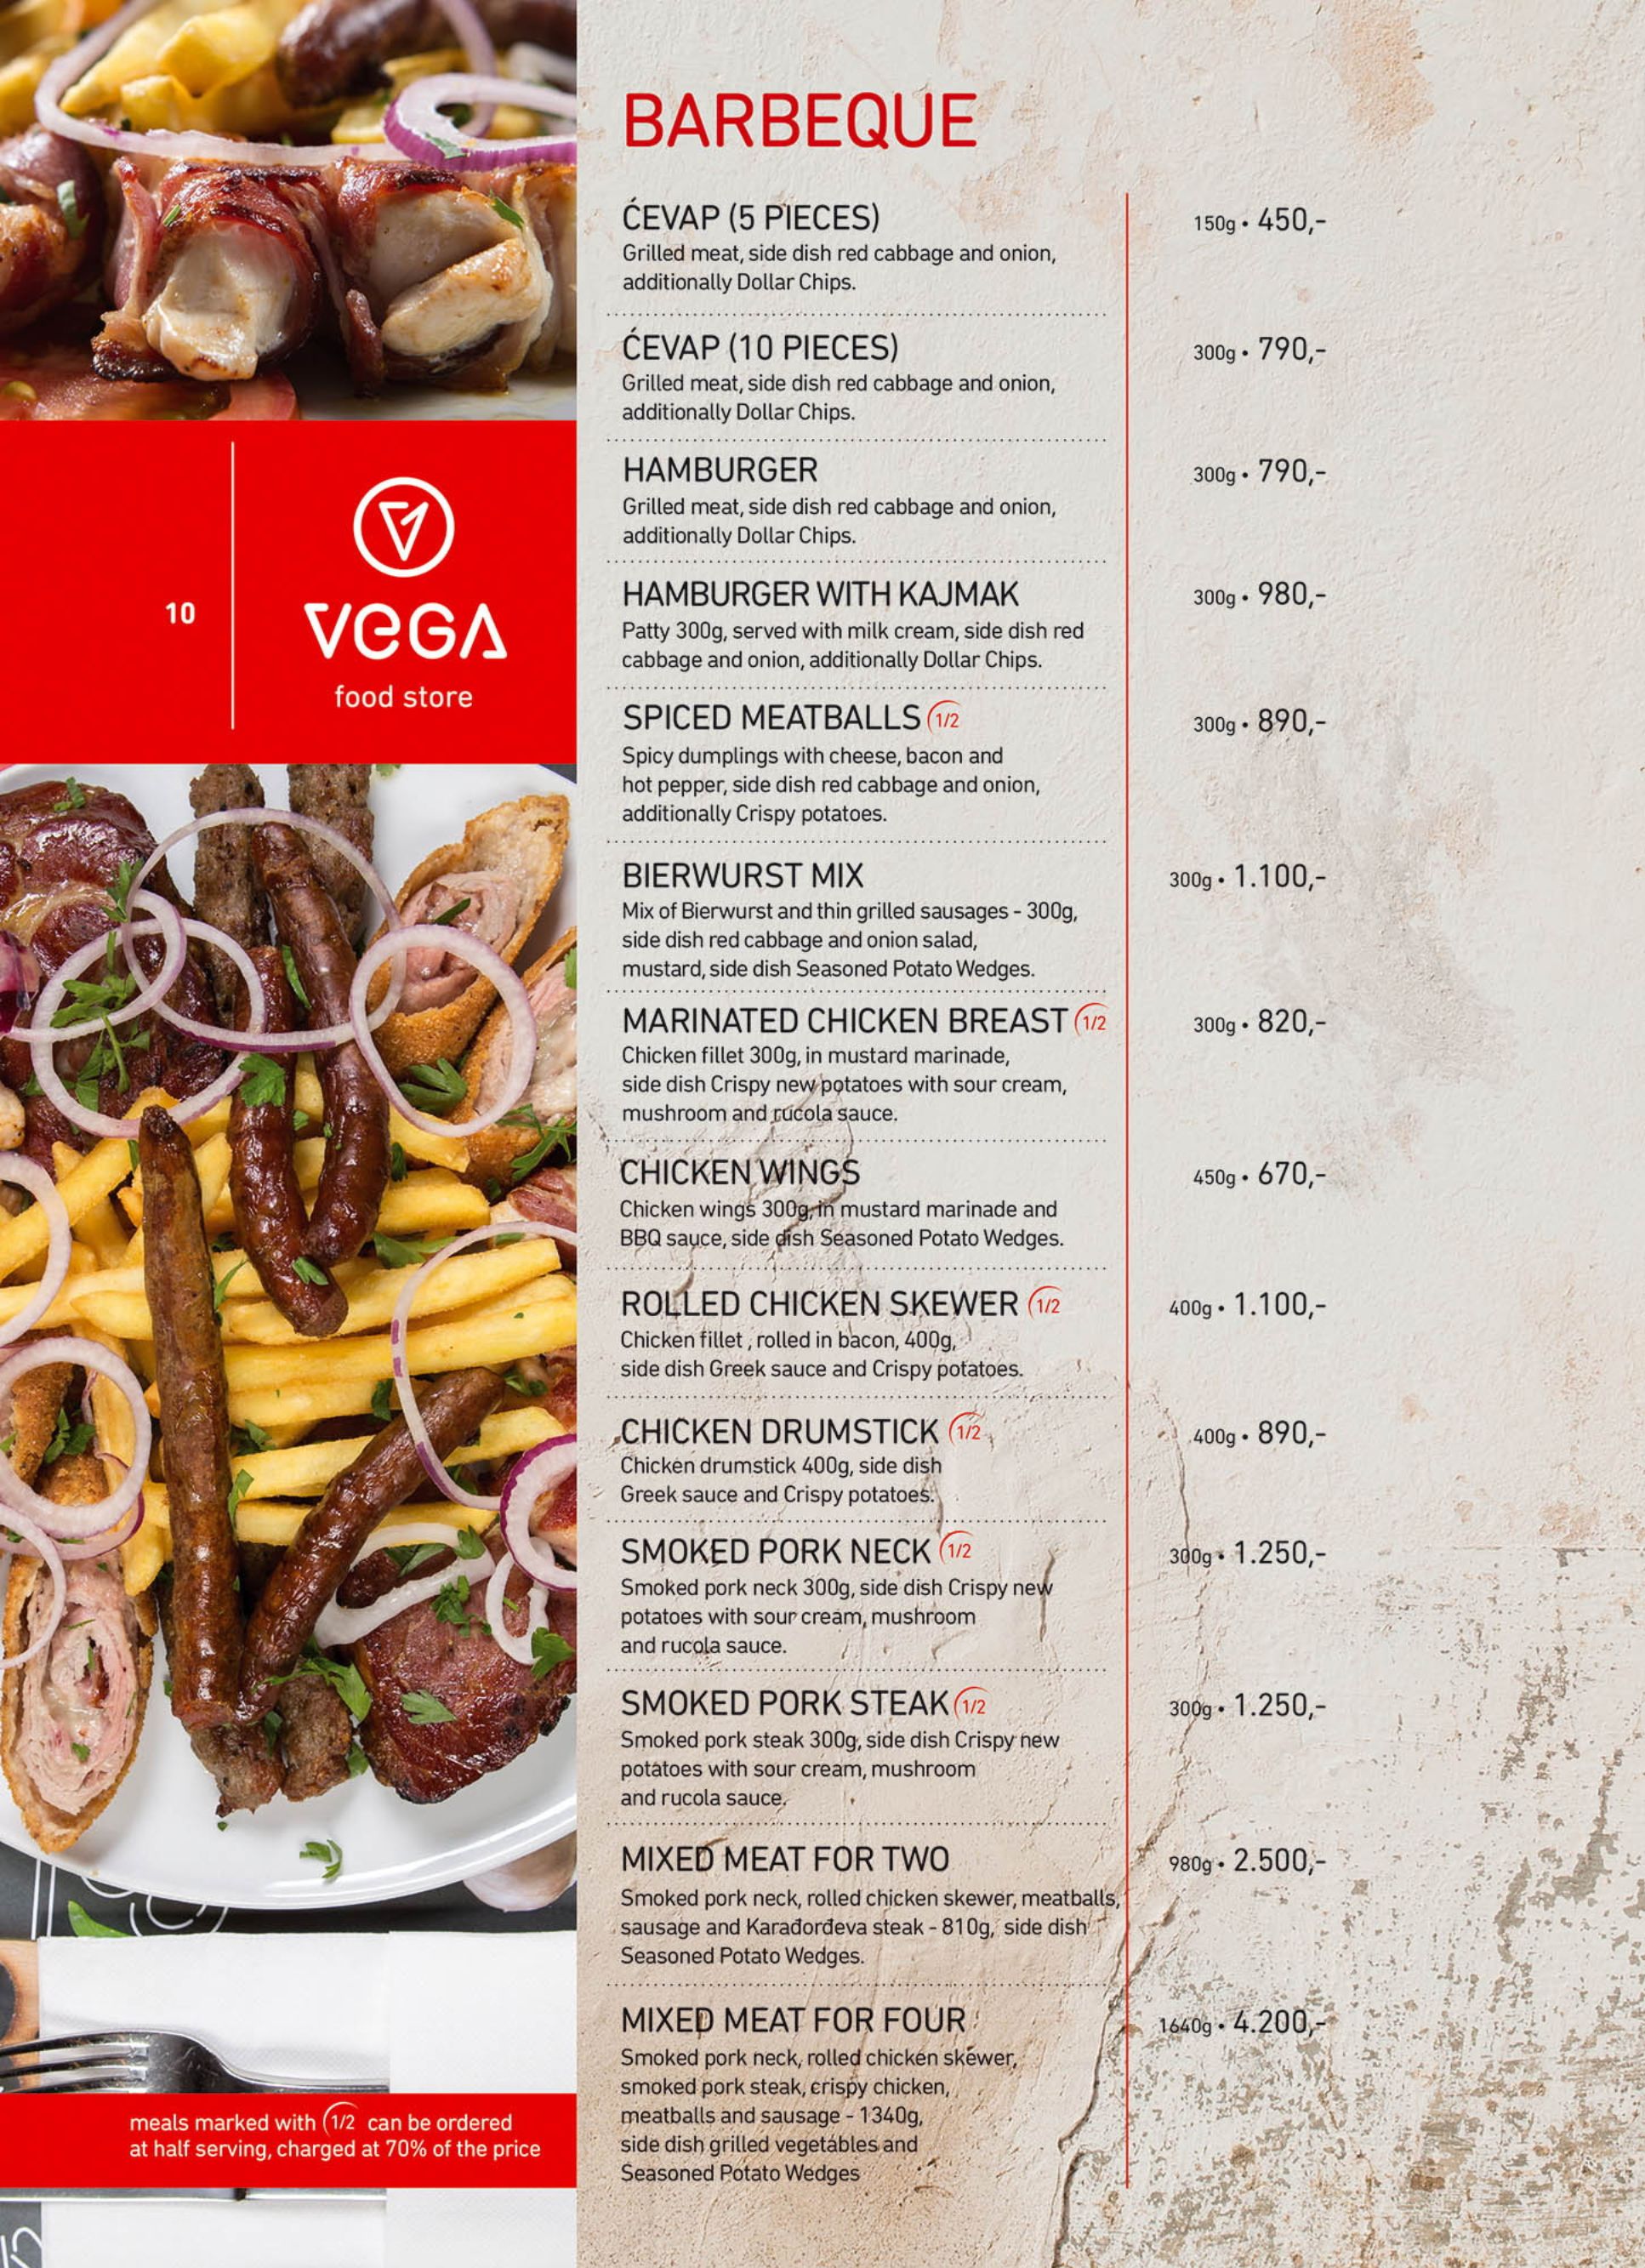 BARBEQUE
ĆEVAP (5 PIECES)
150g • 450,-
Grilled meat, side dish red cabbage and onion,
additionally Dollar Chips.
ĆEVAP (10 PIECES)
300g • 790,-
Grilled meat, side dish red cabbage and onion,
additionally Dollar Chips.
HAMBURGER
300g • 790,-
Grilled meat, side dish red cabbage and onion,
additionally Dollar Chips.
HAMBURGER WITH KAJMAK
300g • 980,-
Patty 300g, served with milk cream, side dish red
cabbage and onion, additionally Dollar Chips.
SPICED MEATBALLS 1/2
300g • 890,-
Spicy dumplings with cheese, bacon and
hot pepper, side dish red cabbage and onion,
additionally Crispy potatoes.
BIERWURST MIX
300g • 1.100,-
Mix of Bierwurst and thin grilled sausages - 300g,
side dish red cabbage and onion salad,
mustard, side dish Seasoned Potato Wedges.
MARINATED CHICKEN BREAST 1/2
300g • 820,-
Chicken fillet 300g, in mustard marinade,
side dish Crispy new potatoes with sour cream,
mushroom and rucola sauce.
CHICKEN WINGS
450g • 670,-
Chicken wings 300g, in mustard marinade and
BBQ sauce, side dish Seasoned Potato Wedges.
ROLLED CHICKEN SKEWER 1/2
400g • 1.100,-
Chicken fillet , rolled in bacon, 400g,
side dish Greek sauce and Crispy potatoes.
CHICKEN DRUMSTICK 1/2
400g • 890,-
Chicken drumstick 400g, side dish
Greek sauce and Crispy potatoes.
SMOKED PORK NECK 1/2
300g • 1.250,-
Smoked pork neck 300g, side dish Crispy new
potatoes with sour cream, mushroom
and rucola sauce.
SMOKED PORK STEAK 1/2
300g • 1.250,-
Smoked pork steak 300g, side dish Crispy new
potatoes with sour cream, mushroom
and rucola sauce.
MIXED MEAT FOR TWO
980g • 2.500,-
Smoked pork neck, rolled chicken skewer, meatballs,
sausage and Karađorđeva steak - 810g, side dish
Seasoned Potato Wedges.
MIXED MEAT FOR FOUR
1640g • 4.200,-
Smoked pork neck, rolled chicken skewer,
smoked pork steak, crispy chicken,
meatballs and sausage - 1340g,
side dish grilled vegetables and
Seasoned Potato Wedges
10
VEGA
food store
meals marked with 1/2 can be ordered
at half serving, charged at 70% of the price